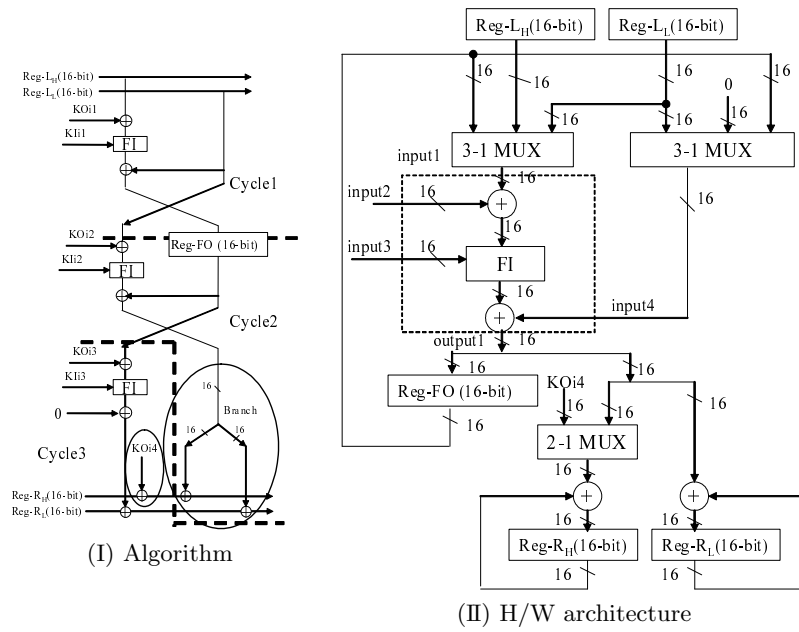 Reg-L_H(16-bit)
Reg-L_L(16-bit)
KOi1
KIi1
FI
Cycle1
KOi2
Reg-FO (16-bit)
KIi2
FI
Cycle2
KOi3
KIi3
FI
16
0
Branch
16
16
Cycle3
KOi4
Reg-R_H(16-bit)
Reg-R_L(16-bit)
(I) Algorithm
Reg-L_H(16-bit)
Reg-L_L(16-bit)
16
16
16
16
0
16
16
16
3-1 MUX
3-1 MUX
input1
16
input2
16
16
16
input3
16
FI
16
input4
16
output1
16
Reg-FO (16-bit)
KOi4
16
16
16
16
2-1 MUX
16
16
16
Reg-R_H(16-bit)
Reg-R_L(16-bit)
16
16
(II) H/W architecture